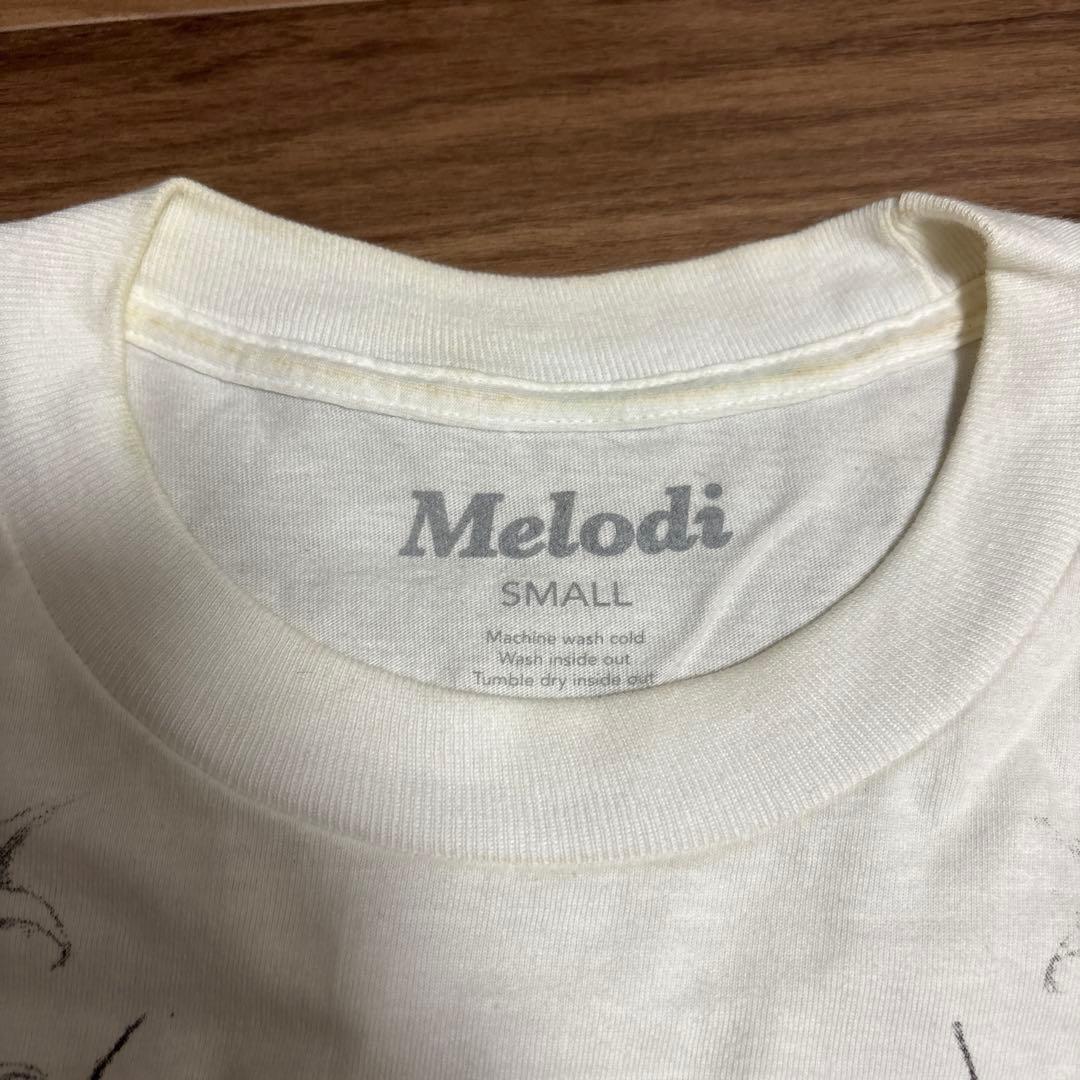 Melodi
SMALL
Machine wash cold
Wash inside out
Tumble dry inside out